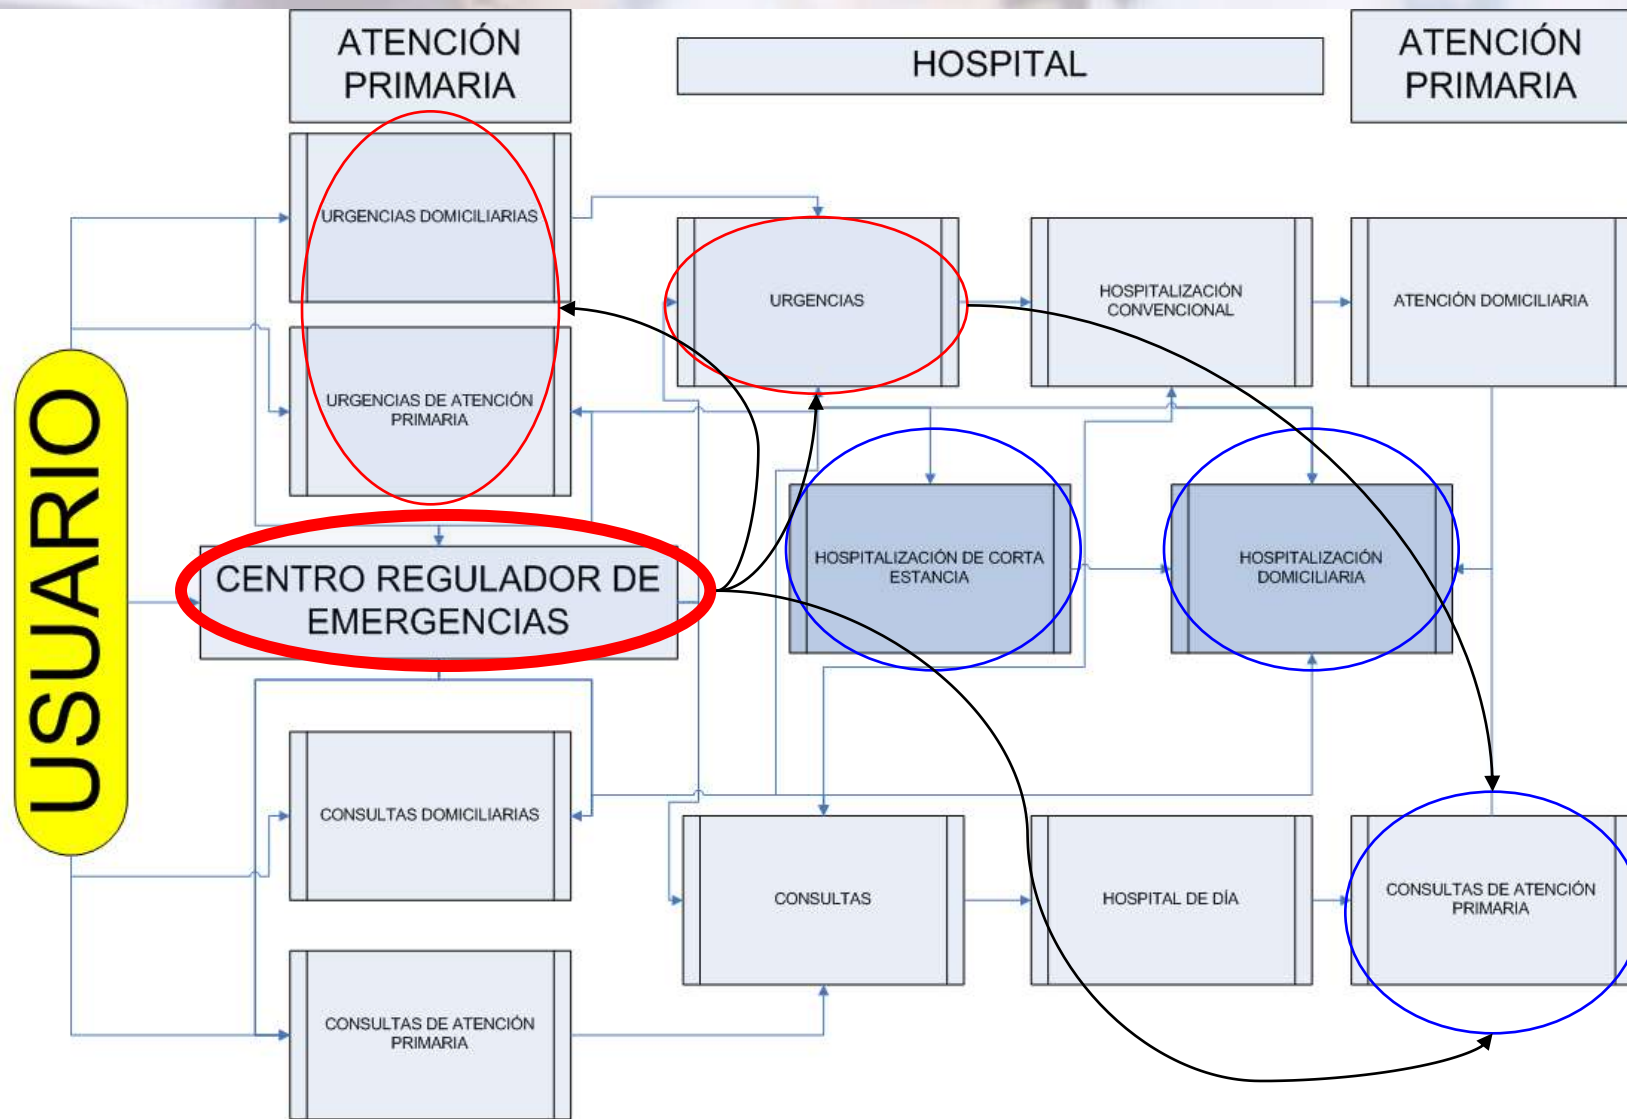 ATENCIÓN
PRIMARIA
HOSPITAL
ATENCIÓN
PRIMARIA
URGENCIAS DOMICILIARIAS
URGENCIAS
HOSPITALIZACIÓN
CONVENCIONAL
ATENCIÓN DOMICILIARIA
URGENCIAS DE ATENCIÓN
PRIMARIA
USUARIO
CENTRO REGULADOR DE
EMERGENCIAS
HOSPITALIZACIÓN DE CORTA
ESTANCIA
HOSPITALIZACIÓN
DOMICILIARIA
CONSULTAS DOMICILIARIAS
CONSULTAS
HOSPITAL DE DÍA
CONSULTAS DE ATENCIÓN
PRIMARIA
CONSULTAS DE ATENCIÓN
PRIMARIA